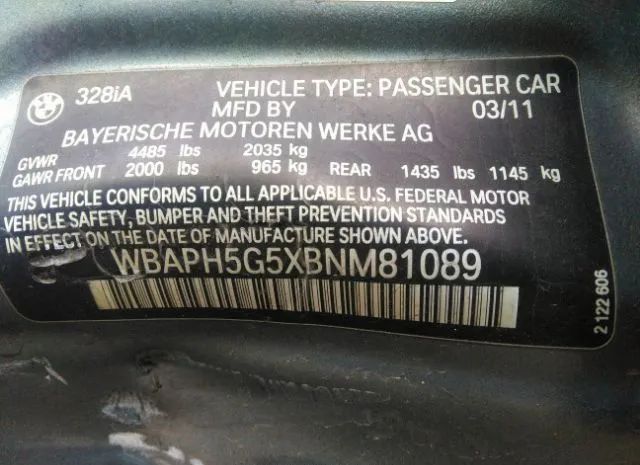 BMW 328iA VEHICLE TYPE: PASSENGER CAR
MFD BY 03/11
BAYERISCHE MOTOREN WERKE AG
GVWR 4485 lbs 2035 kg
GAWR FRONT 2000 lbs 965 kg REAR 1435 lbs 1145 kg
THIS VEHICLE CONFORMS TO ALL APPLICABLE U.S. FEDERAL MOTOR
VEHICLE SAFETY, BUMPER AND THEFT PREVENTION STANDARDS
IN EFFECT ON THE DATE OF MANUFACTURE SHOWN ABOVE.
WBAPH5G5XBNM81089
2 122 606